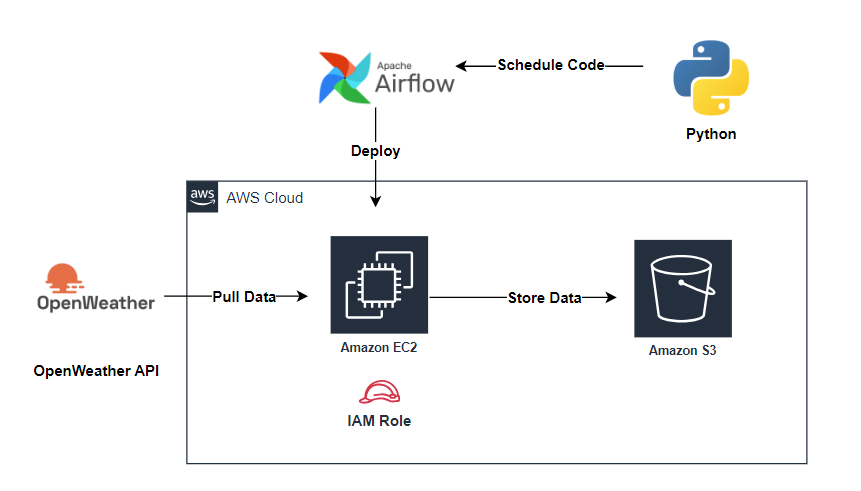 Apache
Airflow
Schedule Code
Python
Deploy
aws
AWS Cloud
OpenWeather
Pull Data
Store Data
Amazon EC2
Amazon S3
OpenWeather API
IAM Role